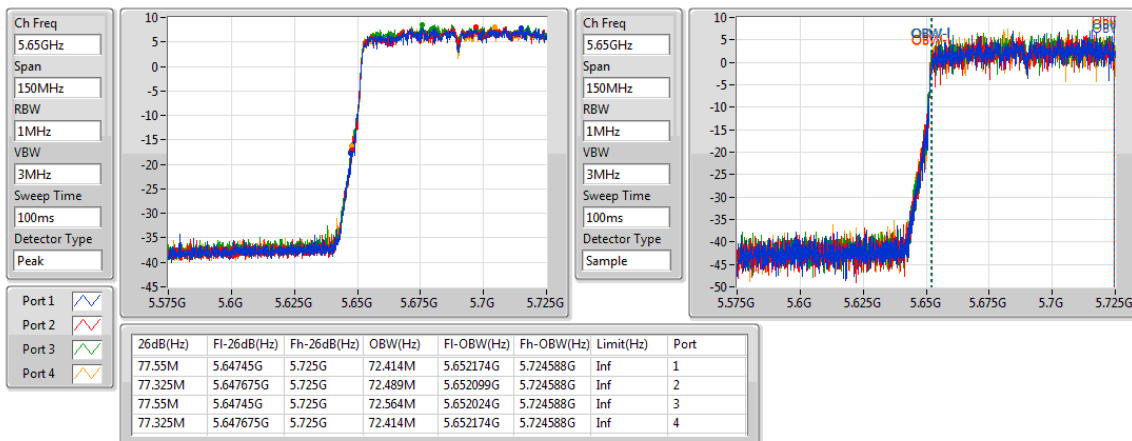 Ch Freq
5.65GHz
Span
150MHz
RBW
1MHz
VBW
3MHz
Sweep Time
100ms
Detector Type
Peak
10
5
0
-5
-10
-15
-20
-25
-30
-35
-40
-45
5.575G 5.6G 5.625G 5.65G 5.675G 5.7G 5.725G
Ch Freq
5.65GHz
Span
150MHz
RBW
1MHz
VBW
3MHz
Sweep Time
100ms
Detector Type
Sample
10
5
0
-5
-10
-15
-20
-25
-30
-35
-40
-45
-50
5.575G 5.6G 5.625G 5.65G 5.675G 5.7G 5.725G
Port 1
Port 2
Port 3
Port 4
26dB(Hz) Fl-26dB(Hz) Fh-26dB(Hz) OBW(Hz) Fl-OBW(Hz) Fh-OBW(Hz) Limit(Hz) Port
77.55M 5.64745G 5.725G 72.414M 5.652174G 5.724588G Inf 1
77.325M 5.647675G 5.725G 72.489M 5.652099G 5.724588G Inf 2
77.55M 5.64745G 5.725G 72.564M 5.652024G 5.724588G Inf 3
77.325M 5.647675G 5.725G 72.414M 5.652174G 5.724588G Inf 4